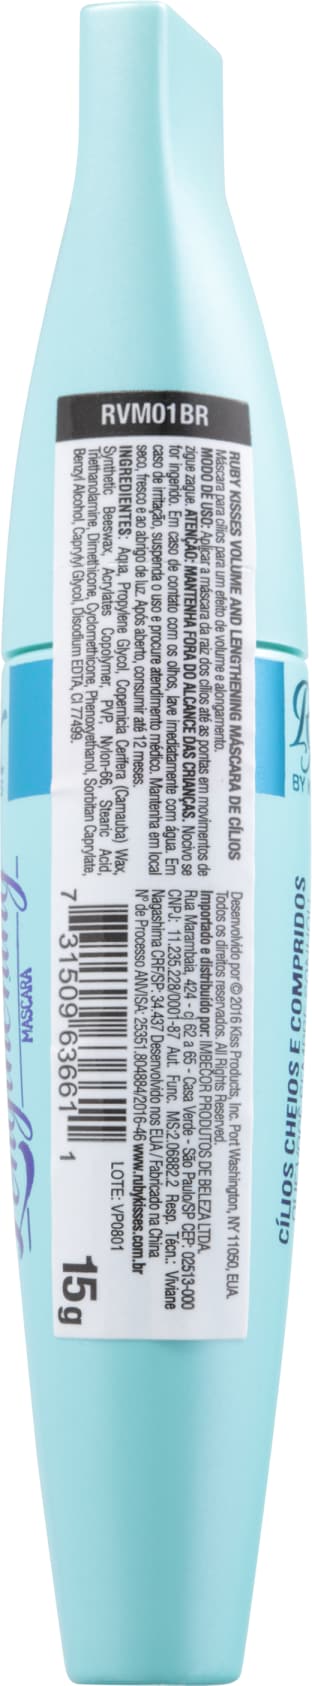 RVM01BR
RUBY KISSES VOLUME AND LENGTHENING MÁSCARA DE CÍLIOS
Máscara para cílios para um efeito de volume e alongamento.
MODO DE USO: Aplicar a máscara da raiz dos cílios até as pontas em movimentos de
zigue zague. ATENÇÃO: MANTENHA FORA DO ALCANCE DAS CRIANÇAS. Nocivo se
for ingerido. Em caso de contato com os olhos, lave imediatamente com água. Em
caso de irritação, suspenda o uso e procure atendimento médico. Mantenha em local
seco, fresco e ao abrigo de luz. Após aberto, consumir até 12 meses.
INGREDIENTES: Aqua, Propylene Glycol, Copernicia Cerifera (Carnauba) Wax,
Synthetic Beeswax, Acrylates Copolymer, PVP, Nylon-66, Stearic Acid,
Triethanolamine, Dimethicone, Cyclomethicone, Phenoxyethanol, Sorbitan Caprylate,
Benzyl Alcohol, Caprylyl Glycol, Disodium EDTA, CI 77499.
Desenvolvido por © 2016 Kiss Products, Inc. Port Washington, NY 11050, EUA.
Todos os direitos reservados. All Rights Reserved.
Importado e distribuído por: IMBECOR PRODUTOS DE BELEZA LTDA.
Rua Marambaia, 424 - cj 62 a 65 - Casa Verde - São Paulo/SP CEP: 02513-000
CNPJ: 11.235.228/0001-87 Aut. Func. MS:2.06882.2 Resp. Técn.: Viviane
Nagashima CRF/SP: 34.437 Desenvolvido nos EUA / Fabricado na China
Nº de Processo ANVISA: 25351.804884/2016-46 www.rubykisses.com.br
LOTE: VP0801
7 31509 63661 1
15g
BY
CÍLIOS CHEIOS E COMPRIDOS
Lengthening
MASCARA